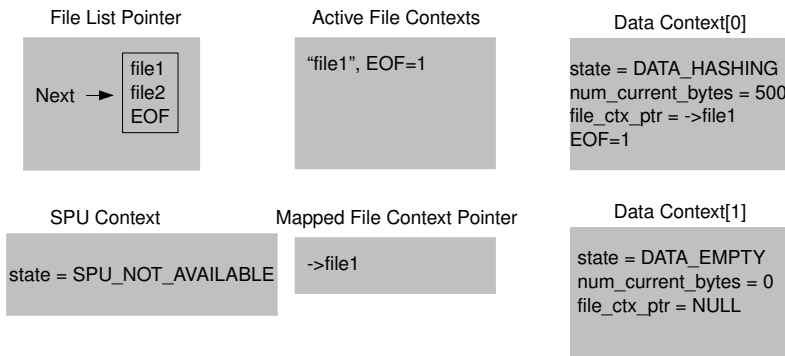 File List Pointer
Next
file1
file2
EOF
Active File Contexts
“file1”, EOF=1
Data Context[0]
state = DATA_HASHING
num_current_bytes = 500
file_ctx_ptr = ->file1
EOF=1
SPU Context
state = SPU_NOT_AVAILABLE
Mapped File Context Pointer
->file1
Data Context[1]
state = DATA_EMPTY
num_current_bytes = 0
file_ctx_ptr = NULL